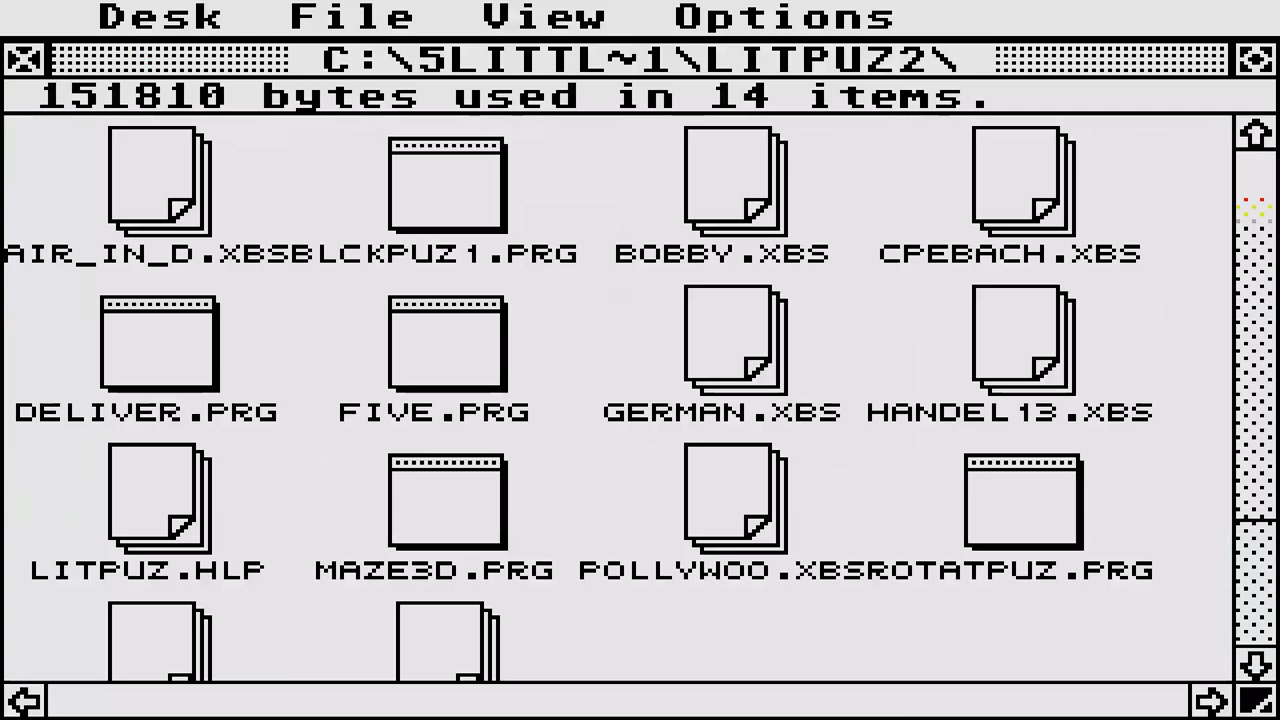 Desk File View Options
C:\5LITTL~1\LITPUZ2\
151810 bytes used in 14 items.
AIR_IN_D.XBS BLCKPUZ1.PRG BOBBY.XBS CPEBACH.XBS
DELIVER.PRG FIVE.PRG GERMAN.XBS HANDEL13.XBS
LITPUZ.HLP MAZE3D.PRG POLLYWOO.XBS ROTATPUZ.PRG